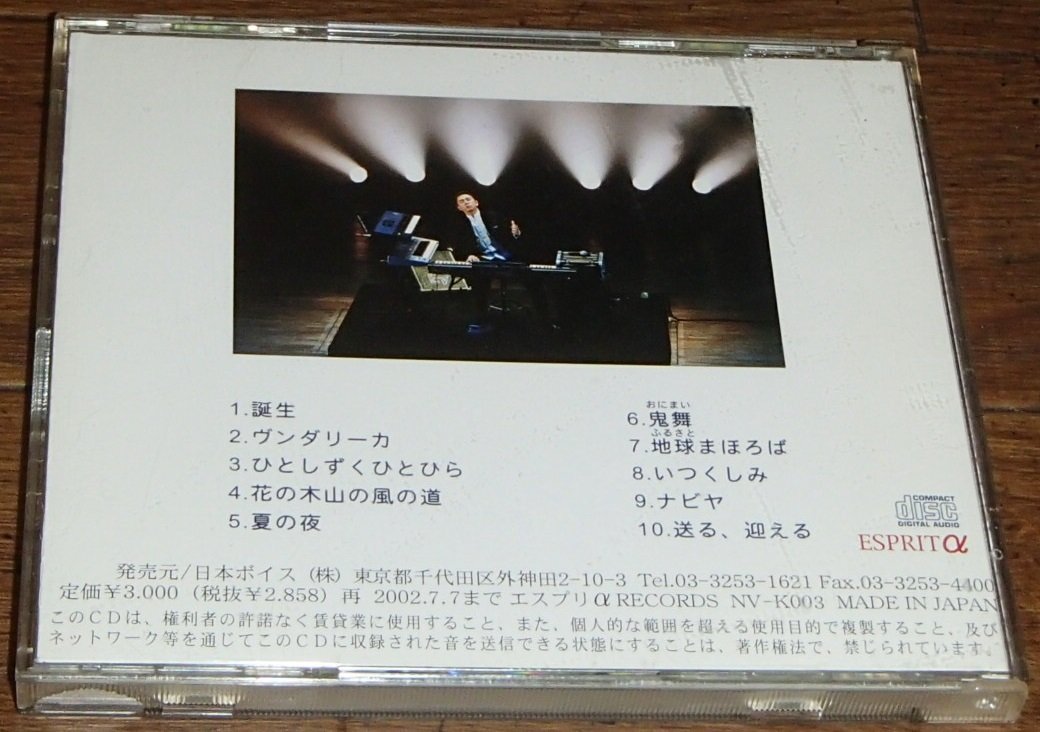 1.誕生
2.ヴンダリーカ
3.ひとしずくひとひら
4.花の木山の風の道
5.夏の夜
おにまい
6.鬼舞
ふるさと
7.地球まほろば
8.いつくしみ
9.ナビヤ
10.送る、迎える
COMPACT
disc
DIGITAL AUDIO
ESPRITα
発売元/日本ボイス（株）東京都千代田区外神田2-10-3 Tel.03-3253-1621 Fax.03-3253-4400
定価￥3.000（税抜￥2.858）再 2002.7.7まで エスプリα RECORDS NV-K003 MADE IN JAPAN
このCDは、権利者の許諾なく賃貸業に使用すること、また、個人的な範囲を超える使用目的で複製すること、及び
ネットワーク等を通じてこのCDに収録された音を送信できる状態にすることは、著作権法で、禁じられています。